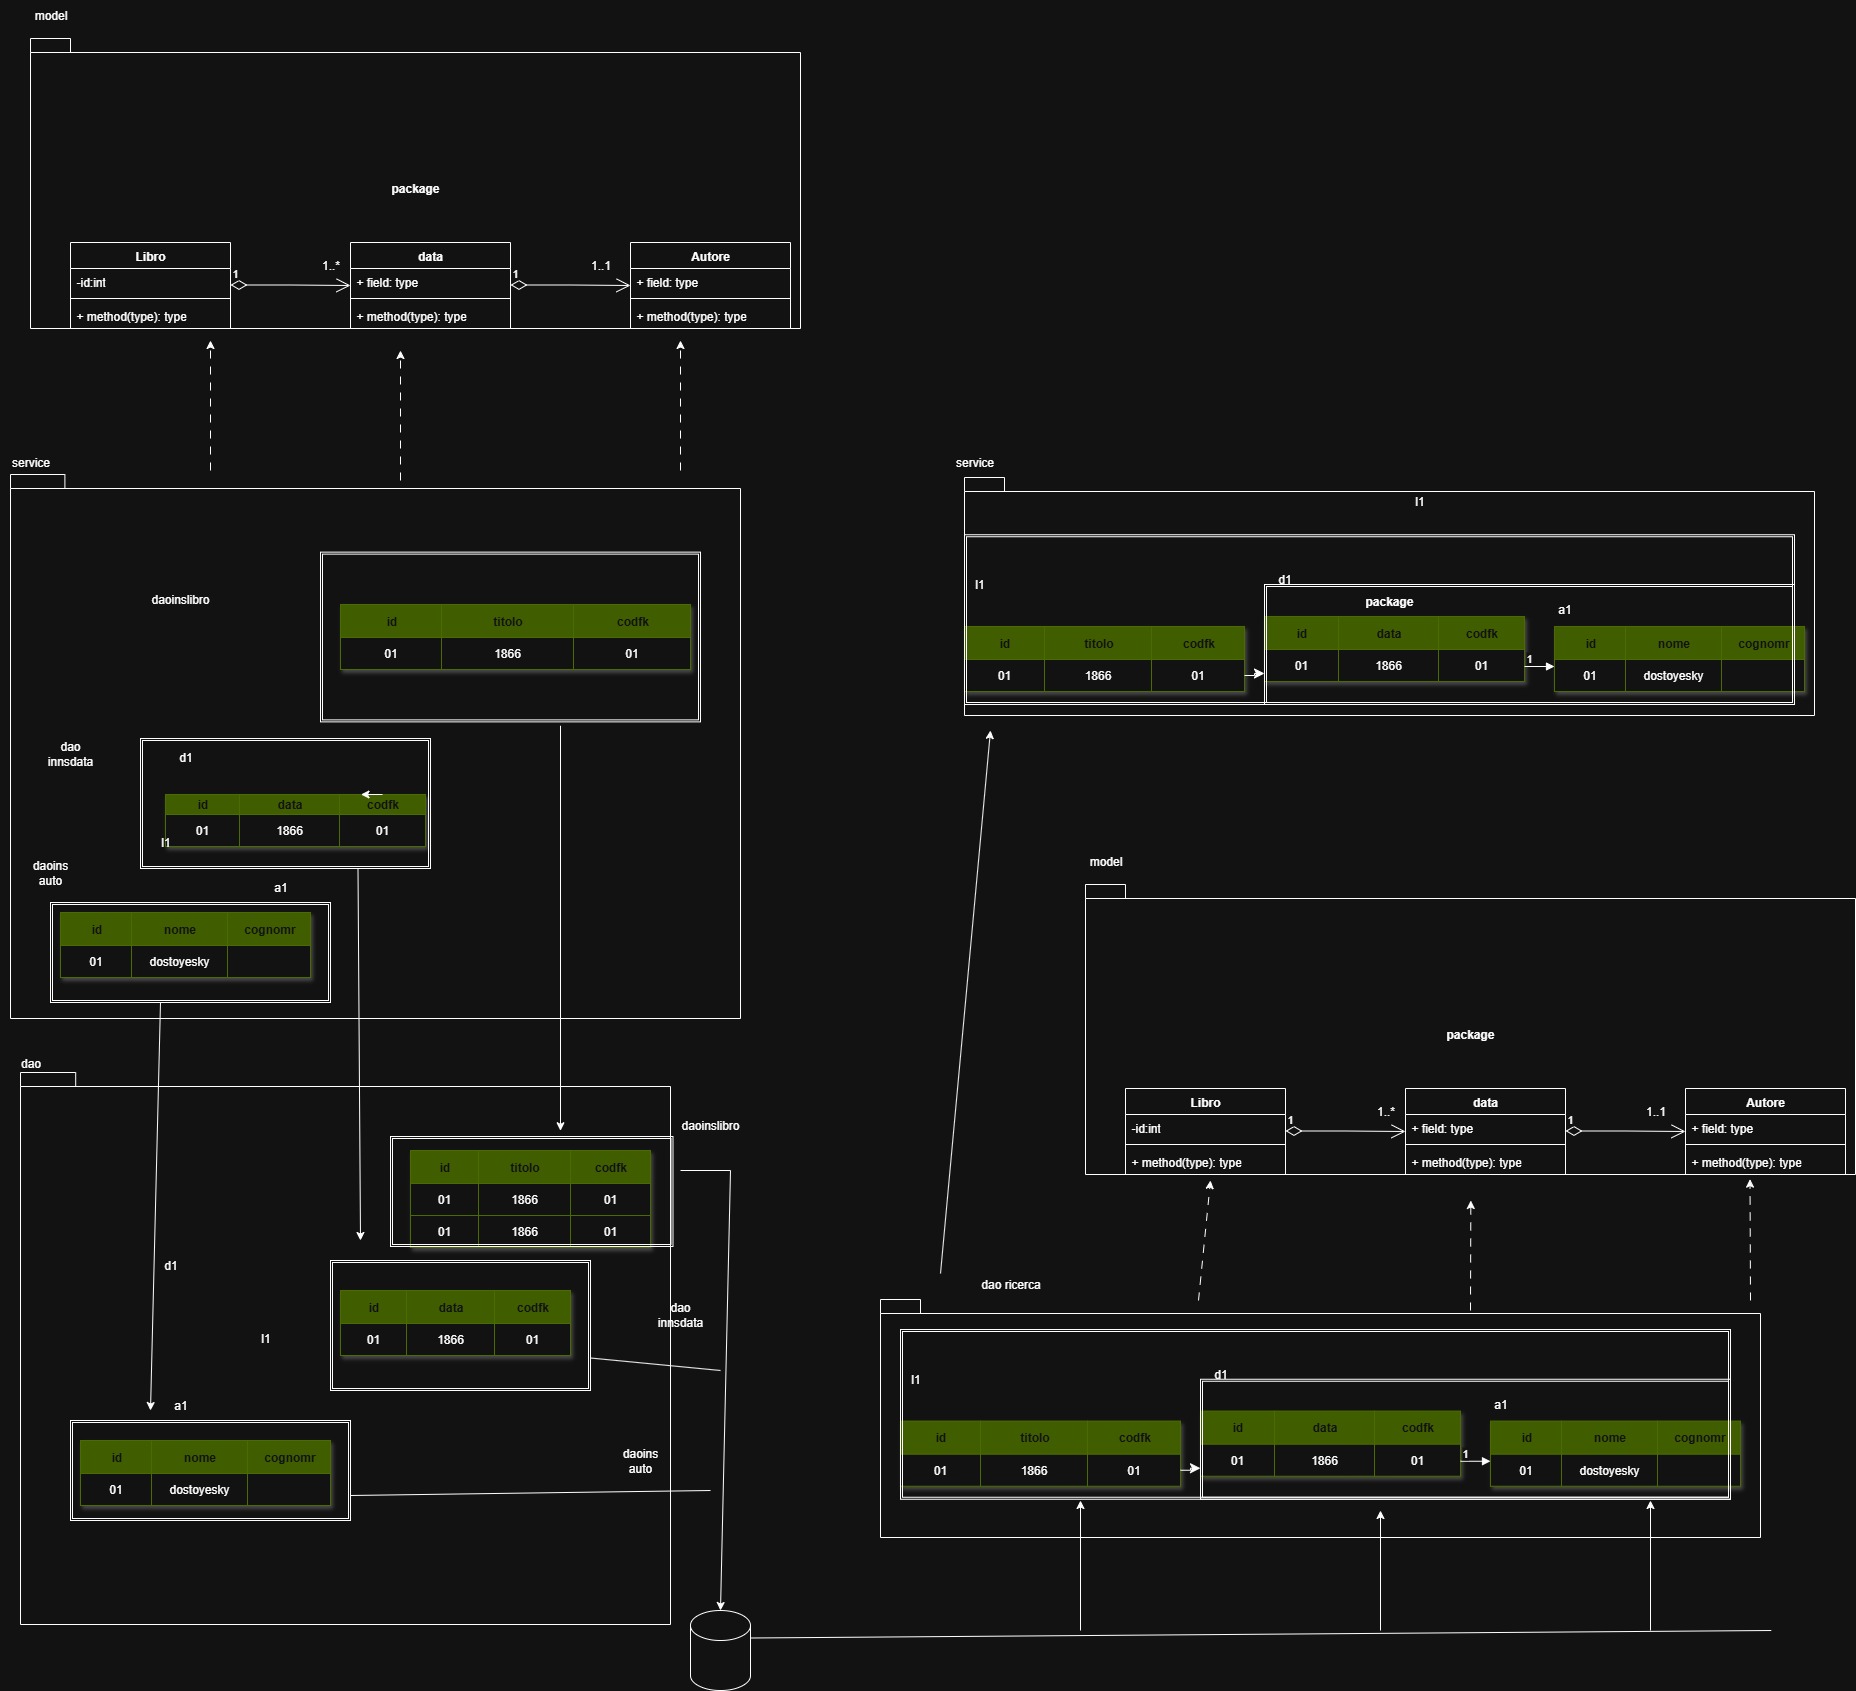 model
package
Libro
-id:int
+ method(type): type
1
1..*
data
+ field: type
+ method(type): type
1
1..1
Autore
+ field: type
+ method(type): type
service
daoinslibro
id titolo codfk
01 1866 01
dao
innsdata
d1
id data codfk
01 1866 01
l1
daoins
auto
a1
id nome cognomr
01 dostoyesky
dao
daoinslibro
id titolo codfk
01 1866 01
01 1866 01
d1
id data codfk
01 1866 01
dao
innsdata
l1
a1
id nome cognomr
01 dostoyesky
daoins
auto
service
l1
l1
d1
package
a1
id titolo codfk
01 1866 01
id data codfk
01 1866 01
1
id nome cognomr
01 dostoyesky
model
package
Libro
-id:int
+ method(type): type
1
1..*
data
+ field: type
+ method(type): type
1
1..1
Autore
+ field: type
+ method(type): type
dao ricerca
l1
d1
a1
id titolo codfk
01 1866 01
id data codfk
01 1866 01
1
id nome cognomr
01 dostoyesky